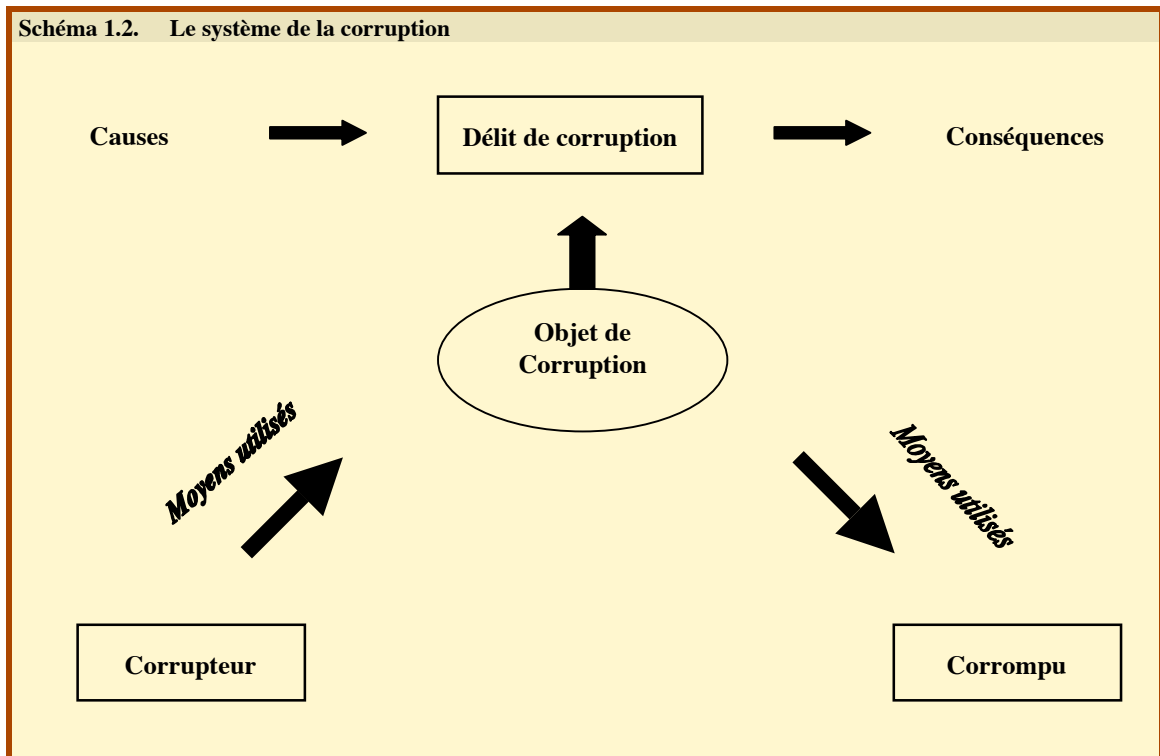 Schéma 1.2. Le système de la corruption
Causes
Délit de corruption
Conséquences
Objet de
Corruption
Moyens utilisés
Moyens utilisés
Corrupteur
Corrompu